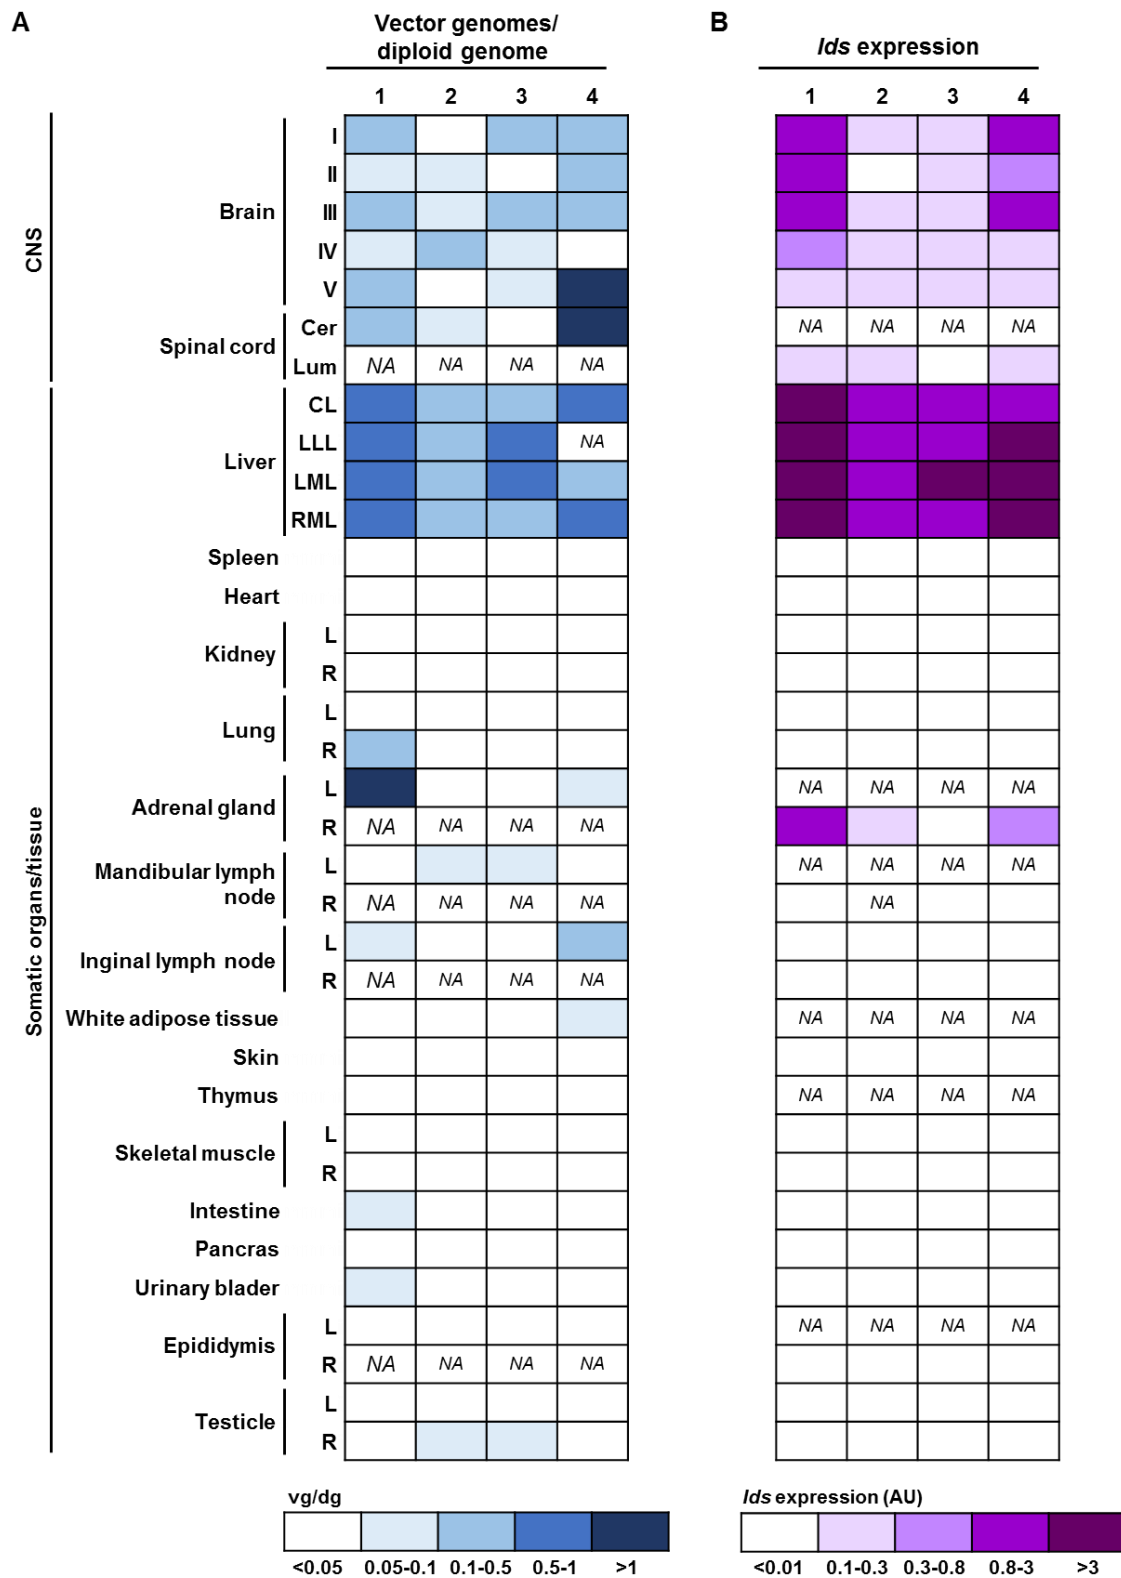 A
B
Vector genomes/
diploid genome
Ids expression
1 2 3 4
1 2 3 4
CNS
Brain
I
II
III
IV
V
Spinal cord
Cer NA NA NA NA
Lum NA NA NA NA
Somatic organs/tissue
Liver
CL
LLL NA
LML
RML
Spleen
Heart
Kidney
L
R
Lung
L
R
Adrenal gland
L NA NA NA NA
R NA NA NA NA
Mandibular lymph
node
L NA NA NA NA
R NA NA NA NA NA
Inginal lymph node
L
R NA NA NA NA
White adipose tissue NA NA NA NA
Skin
Thymus NA NA NA NA
Skeletal muscle
L
R
Intestine
Pancras
Urinary blader
Epididymis
L NA NA NA NA
R NA NA NA NA
Testicle
L
R
vg/dg
<0.05 0.05-0.1 0.1-0.5 0.5-1 >1
Ids expression (AU)
<0.01 0.1-0.3 0.3-0.8 0.8-3 >3